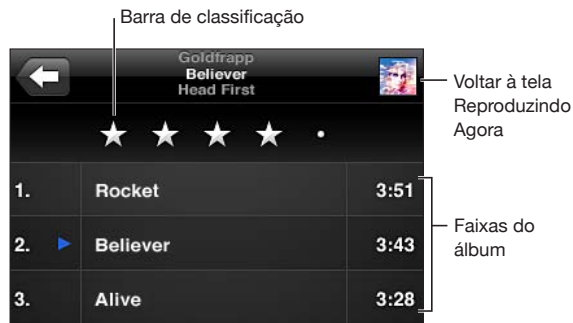 Barra de classificação
Goldfrapp
Believer
Head First
Voltar à tela
Reproduzindo
Agora
1. Rocket 3:51
2. Believer 3:43
3. Alive 3:28
Faixas do
álbum